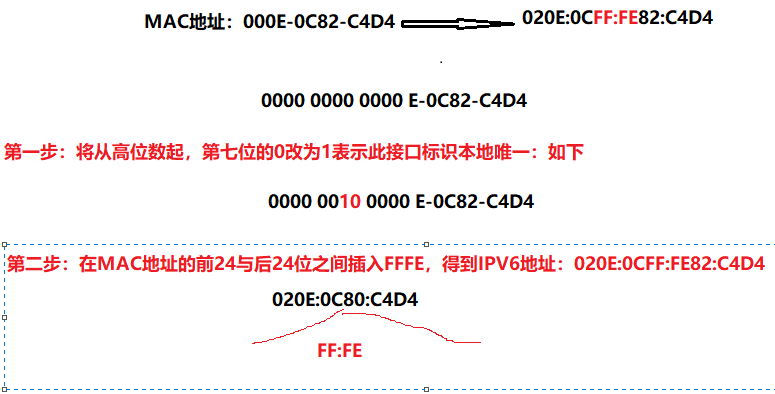 MAC地址：000E-0C82-C4D4
020E:0CFF:FE82:C4D4
0000 0000 0000 E-0C82-C4D4
第一步：将从高位数起，第七位的0改为1表示此接口标识本地唯一：如下
0000 0010 0000 E-0C82-C4D4
第二步：在MAC地址的前24与后24位之间插入FFFE，得到IPV6地址：020E:0CFF:FE82:C4D4
020E:0C80:C4D4
FF:FE